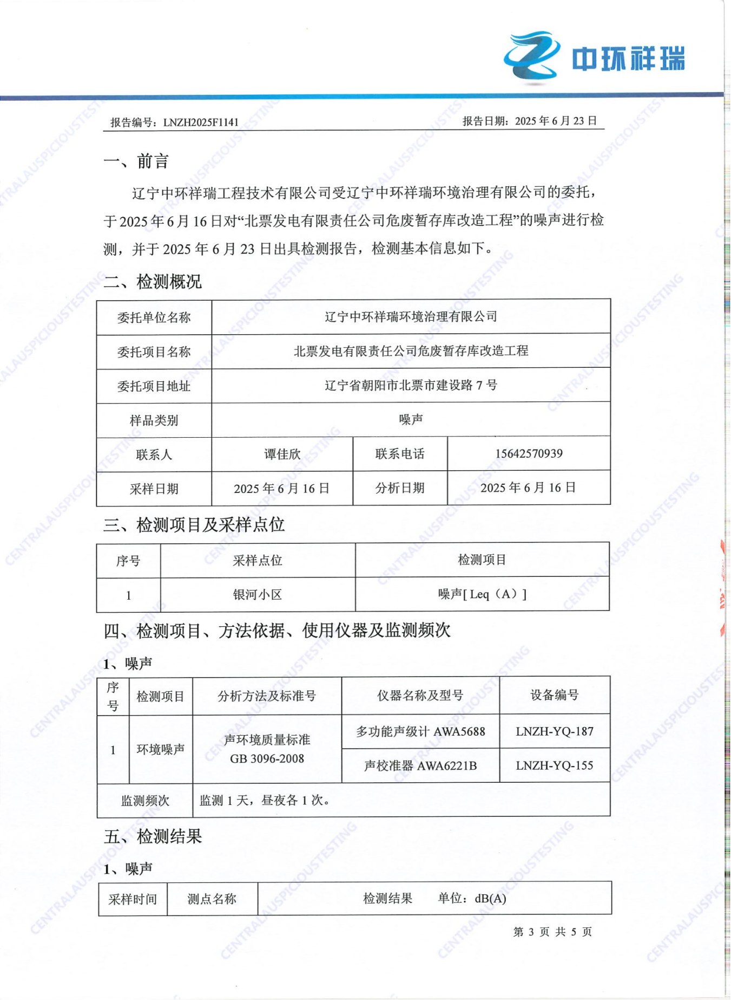 中环祥瑞
报告编号：LNZH2025F1141 报告日期：2025 年 6 月 23 日
一、前言
辽宁中环祥瑞工程技术有限公司受辽宁中环祥瑞环境治理有限公司的委托，
于 2025 年 6 月 16 日对“北票发电有限责任公司危废暂存库改造工程”的噪声进行检
测，并于 2025 年 6 月 23 日出具检测报告，检测基本信息如下。
二、检测概况
委托单位名称 辽宁中环祥瑞环境治理有限公司
委托项目名称 北票发电有限责任公司危废暂存库改造工程
委托项目地址 辽宁省朝阳市北票市建设路 7 号
样品类别 噪声
联系人 谭佳欣 联系电话 15642570939
采样日期 2025 年 6 月 16 日 分析日期 2025 年 6 月 16 日
三、检测项目及采样点位
序号 采样点位 检测项目
1 银河小区 噪声[ Leq（A）]
四、检测项目、方法依据、使用仪器及监测频次
1、噪声
序号 检测项目 分析方法及标准号 仪器名称及型号 设备编号
1 环境噪声 声环境质量标准 GB 3096-2008 多功能声级计 AWA5688 LNZH-YQ-187
声校准器 AWA6221B LNZH-YQ-155
监测频次 监测 1 天，昼夜各 1 次。
五、检测结果
1、噪声
采样时间 测点名称 检测结果 单位：dB(A)
第 3 页 共 5 页
CENTRALAUSPICIOUSTESTING